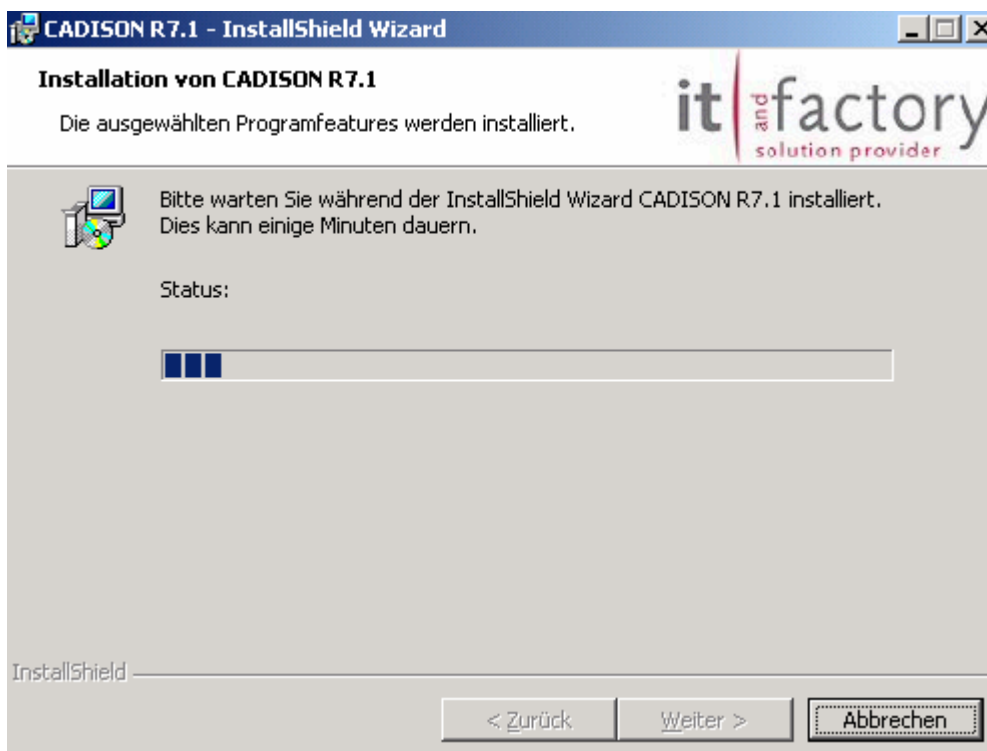 CADISON R7.1 - InstallShield Wizard
Installation von CADISON R7.1
Die ausgewählten Programfeatures werden installiert.
it and factory
solution provider
Bitte warten Sie während der InstallShield Wizard CADISON R7.1 installiert.
Dies kann einige Minuten dauern.
Status:
InstallShield
< Zurück
Weiter >
Abbrechen